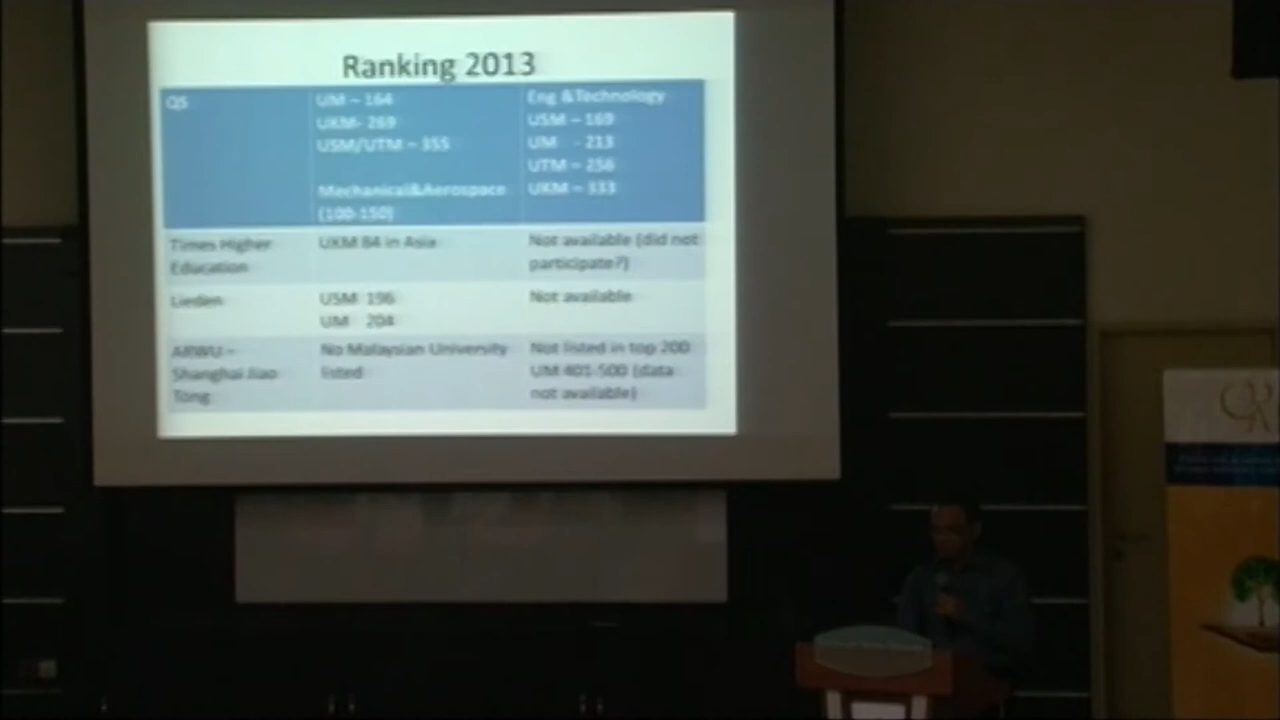 Ranking 2013
QS
UM – 164
UKM- 269
USM/UTM – 355
Mechanical&Aerospace
(100-150)
Eng &Technology
USM – 169
UM - 213
UTM – 256
UKM – 333
Times Higher
Education
UKM 84 in Asia
Not available (did not
participate?)
Lieden
USM 196
UM 204
Not available
ARWU –
Shanghai Jiao
Tong
No Malaysian University
listed
Not listed in top 200
UM 401-500 (data
not available)